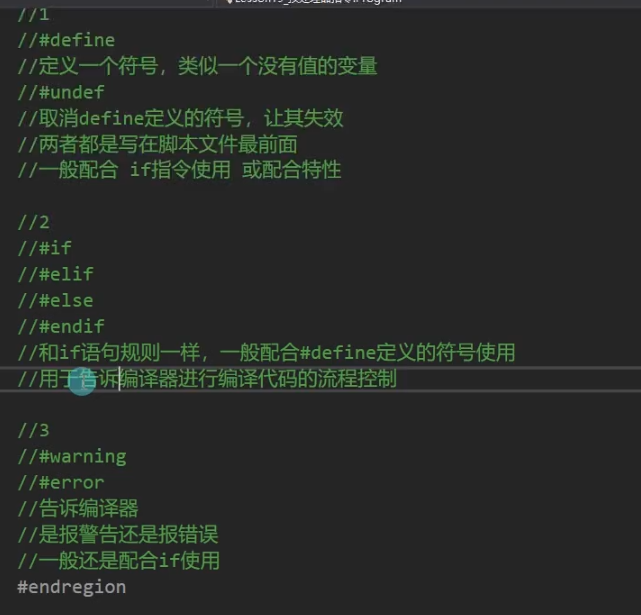 //1
//#define
//定义一个符号，类似一个没有值的变量
//#undef
//取消define定义的符号，让其失效
//两者都是写在脚本文件最前面
//一般配合 if指令使用 或配合特性
//2
//#if
//#elif
//#else
//#endif
//和if语句规则一样，一般配合#define定义的符号使用
//用于告诉编译器进行编译代码的流程控制
//3
//#warning
//#error
//告诉编译器
//是报警告还是报错误
//一般还是配合if使用
#endregion